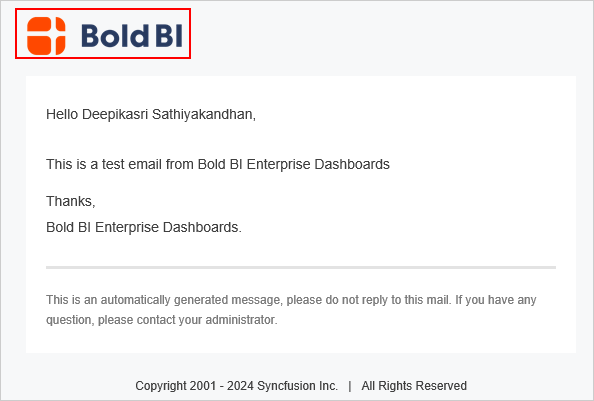 Bold BI
Hello Deepikasri Sathiyakandhan,
This is a test email from Bold BI Enterprise Dashboards
Thanks,
Bold BI Enterprise Dashboards.
This is an automatically generated message, please do not reply to this mail. If you have any
question, please contact your administrator.
Copyright 2001 - 2024 Syncfusion Inc. | All Rights Reserved